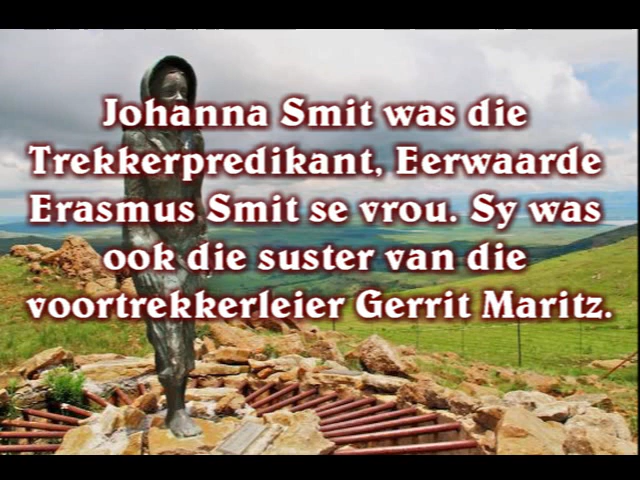 Johanna Smit was die
Trekkerpredikant, Eerwaarde
Erasmus Smit se vrou. Sy was
ook die suster van die
voortrekkerleier Gerrit Maritz.